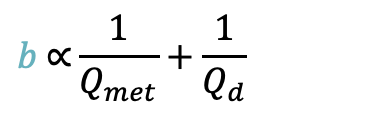 b ∝ 1/Q_met + 1/Q_d